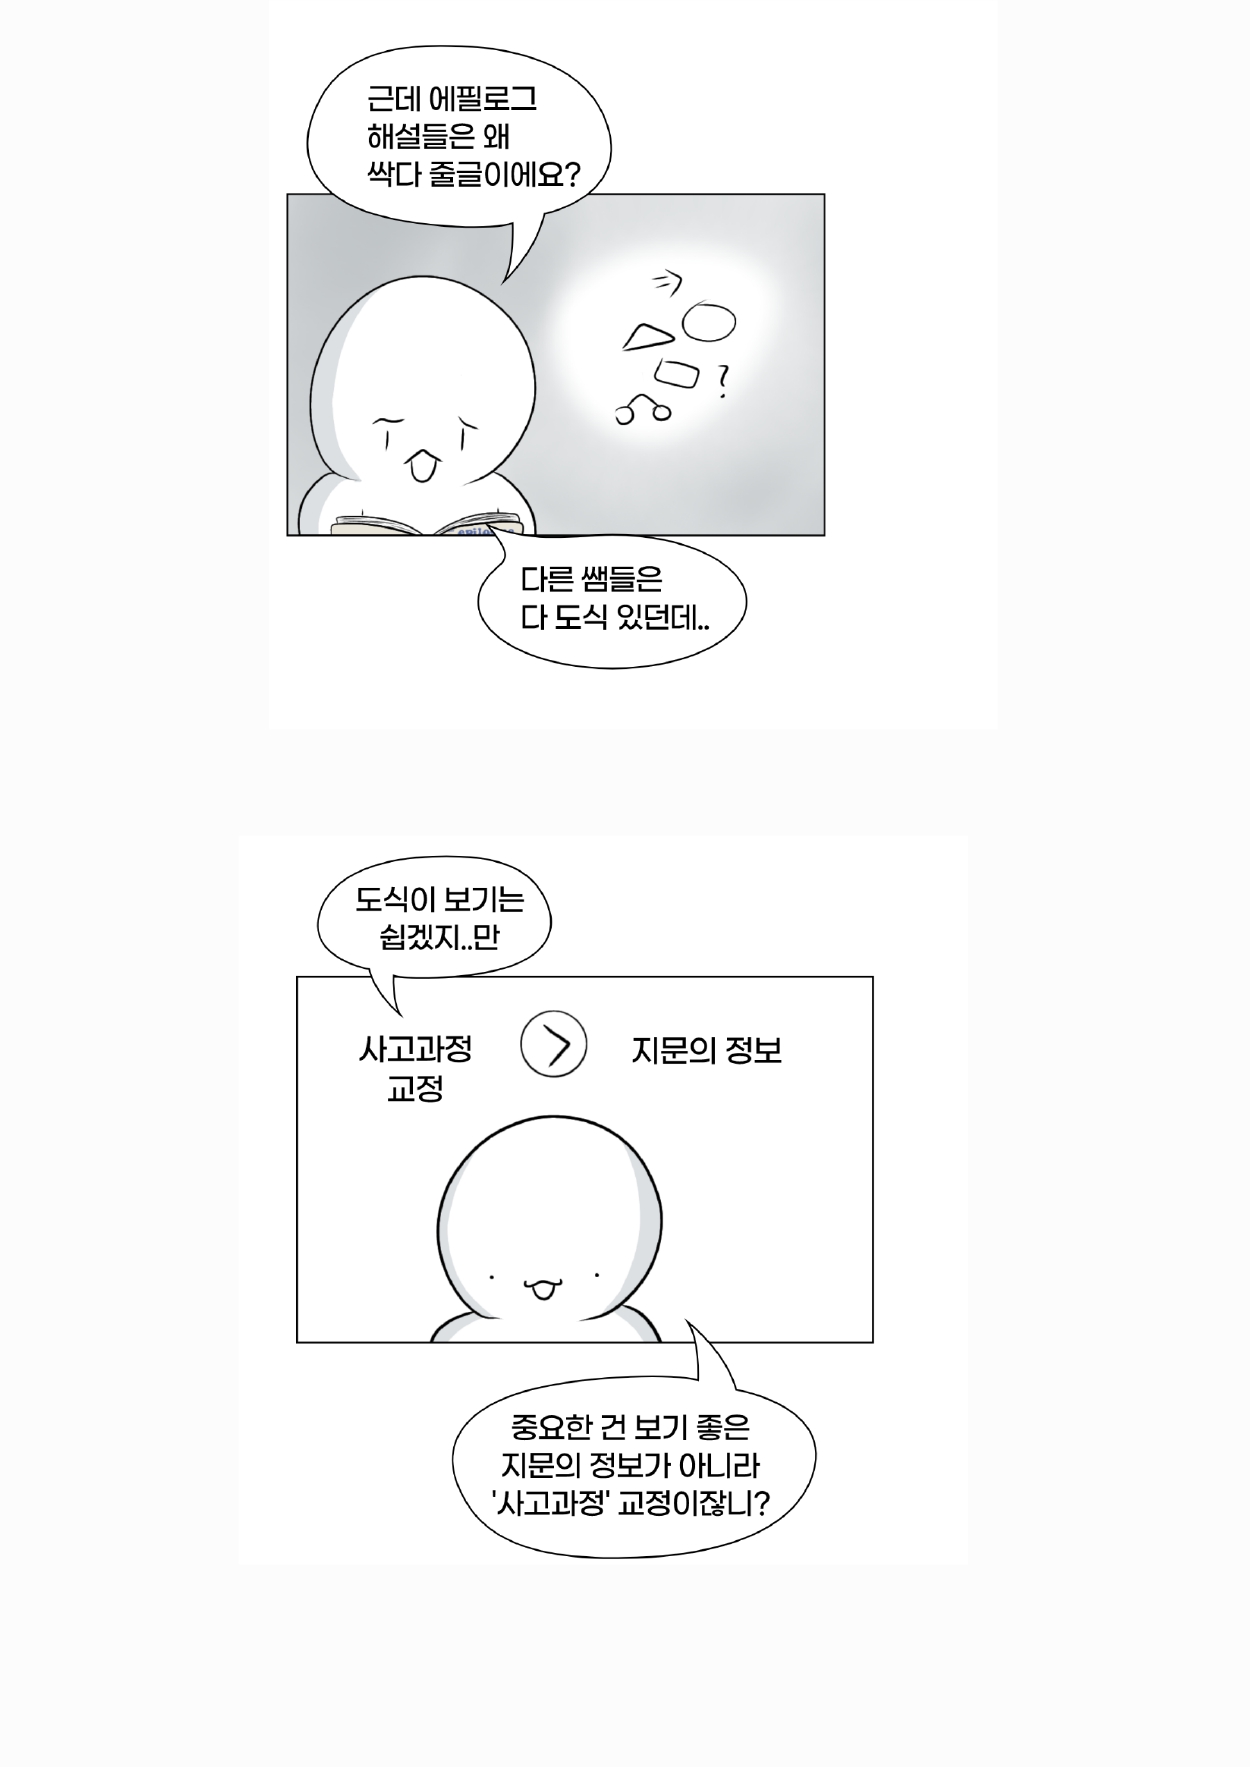 근데 에필로그
해설들은 왜
싹다 줄글이에요?
다른 쌤들은
다 도식 있던데..
도식이 보기는
쉽겠지..만
사고과정
교정
지문의 정보
중요한 건 보기 좋은
지문의 정보가 아니라
'사고과정' 교정이잖니?